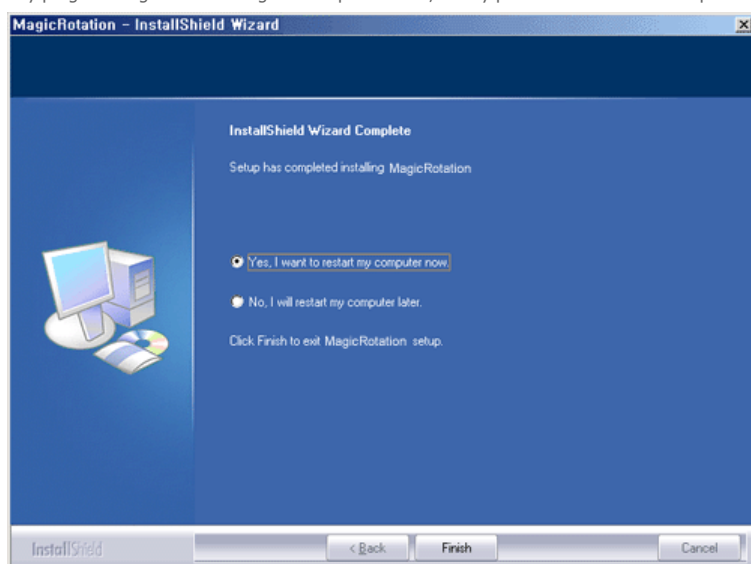 MagicRotation - InstallShield Wizard
InstallShield Wizard Complete
Setup has completed installing MagicRotation
Yes, I want to restart my computer now.
No, I will restart my computer later.
Click Finish to exit MagicRotation setup.
InstallShield
< Back
Finish
Cancel